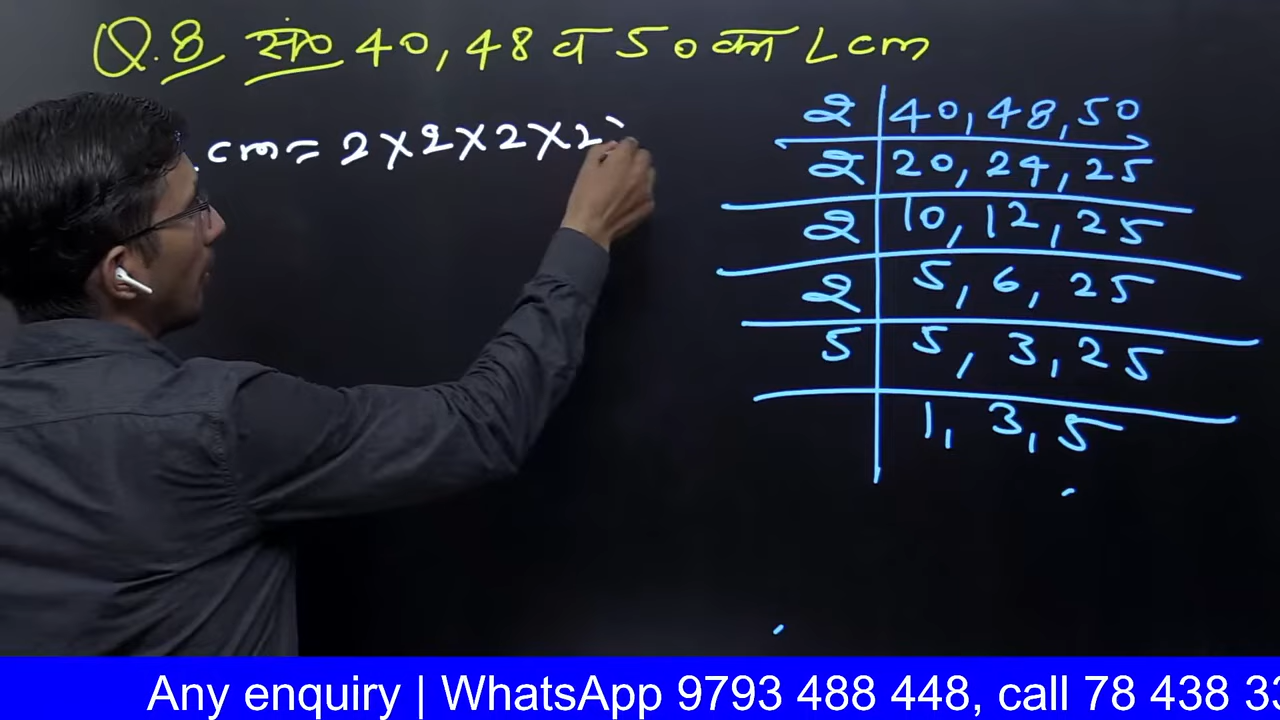 Q.8 सं० 40, 48 व 50 का Lcm
cm = 2 × 2 × 2 × 2
2 | 40, 48, 50
2 | 20, 24, 25
2 | 10, 12, 25
2 | 5, 6, 25
5 | 5, 3, 25
1, 3, 5
Any enquiry | WhatsApp 9793 488 448, call 78 438 33